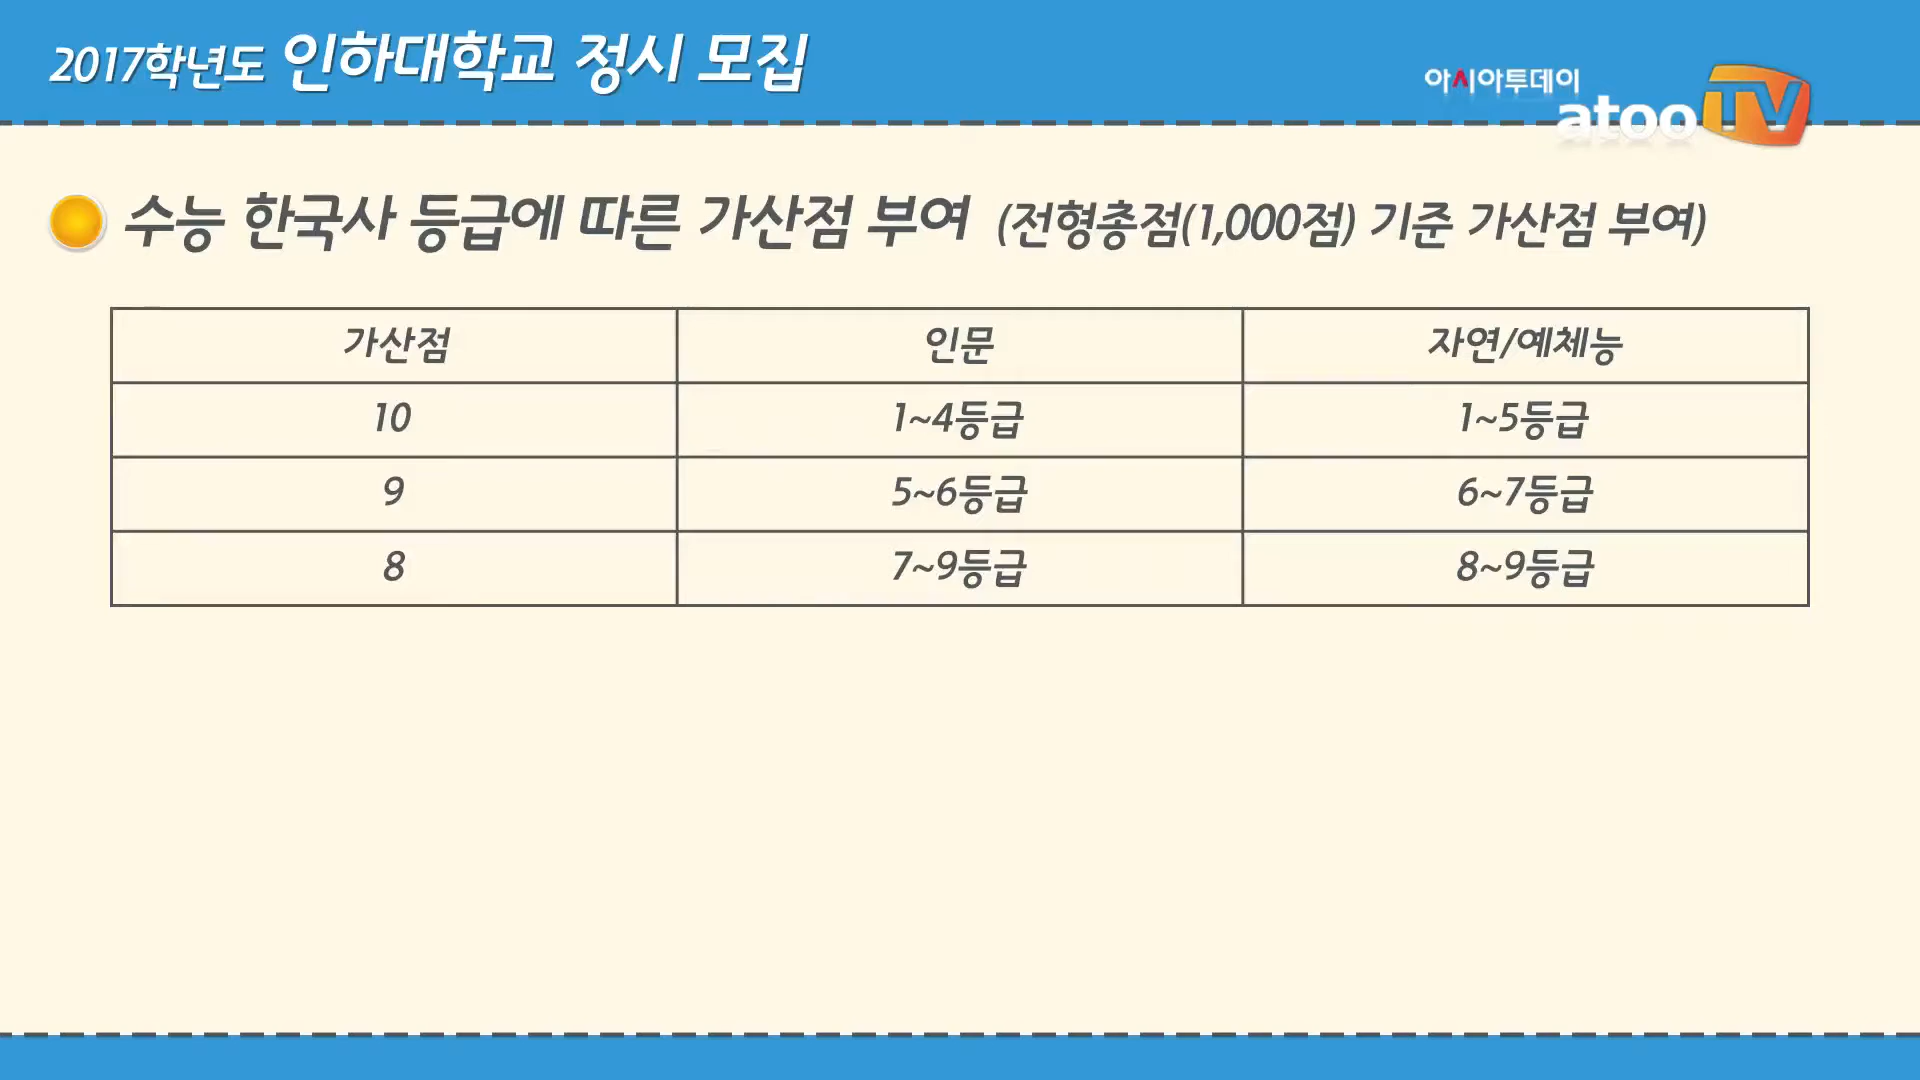 2017학년도 인하대학교 정시 모집
아시아투데이
atooTV
수능 한국사 등급에 따른 가산점 부여 (전형총점(1,000점) 기준 가산점 부여)
가산점 인문 자연/예체능
10 1~4등급 1~5등급
9 5~6등급 6~7등급
8 7~9등급 8~9등급